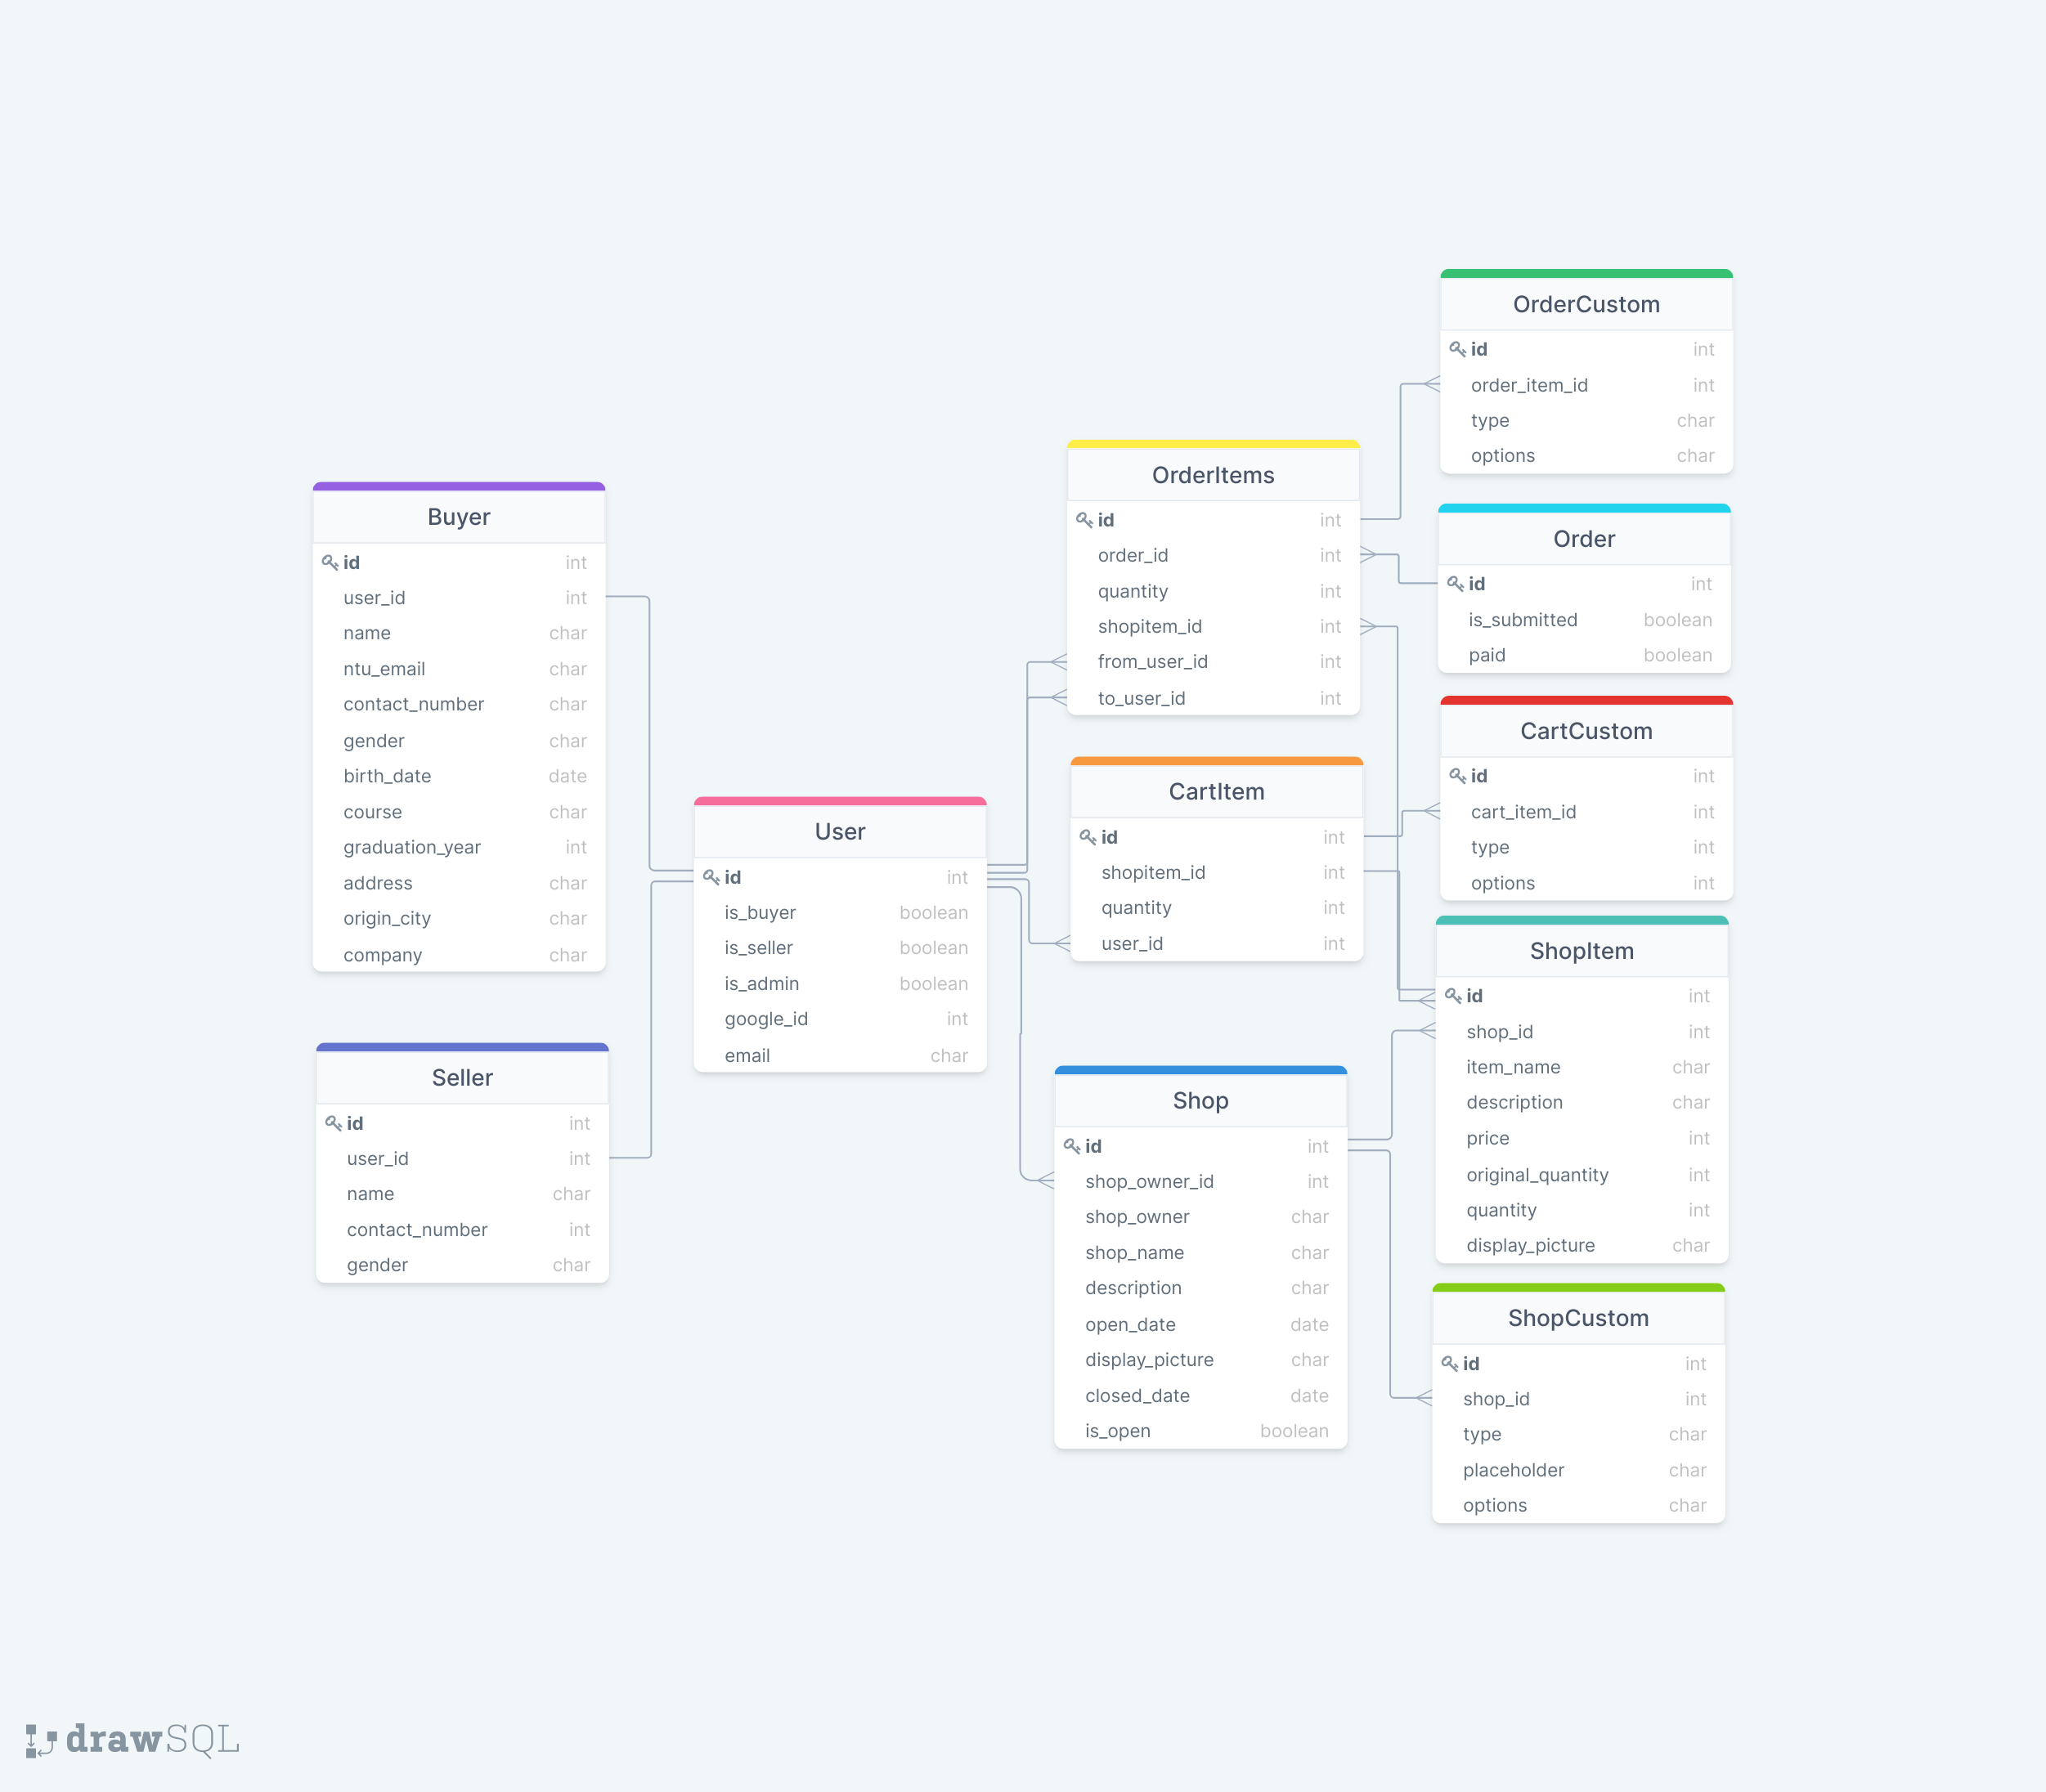 Buyer
id int
user_id int
name char
ntu_email char
contact_number char
gender char
birth_date date
course char
graduation_year int
address char
origin_city char
company char
Seller
id int
user_id int
name char
contact_number int
gender char
User
id int
is_buyer boolean
is_seller boolean
is_admin boolean
google_id int
email char
OrderItems
id int
order_id int
quantity int
shopitem_id int
from_user_id int
to_user_id int
CartItem
id int
shopitem_id int
quantity int
user_id int
Shop
id int
shop_owner_id int
shop_owner char
shop_name char
description char
open_date date
display_picture char
closed_date date
is_open boolean
OrderCustom
id int
order_item_id int
type char
options char
Order
id int
is_submitted boolean
paid boolean
CartCustom
id int
cart_item_id int
type int
options int
ShopItem
id int
shop_id int
item_name char
description char
price int
original_quantity int
quantity int
display_picture char
ShopCustom
id int
shop_id int
type char
placeholder char
options char
drawSQL